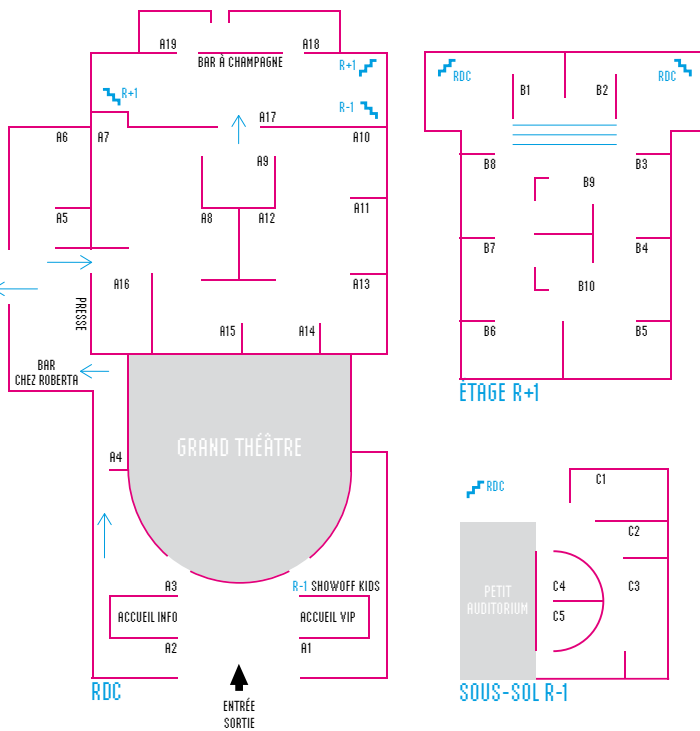 A19
A18
BAR À CHAMPAGNE
R+1
R+1
R-1
A17
A6
A7
A10
A9
A11
A5
A8
A12
A16
A13
PRESSE
A15
A14
BAR
CHEZ ROBERTA
GRAND THÉÂTRE
A4
A3
R-1 SHOWOFF KIDS
ACCUEIL INFO
ACCUEIL VIP
A2
A1
RDC
ENTRÉE
SORTIE
RDC
RDC
B1
B2
B8
B3
B9
B7
B4
B10
B6
B5
ÉTAGE R+1
RDC
C1
C2
C4
C3
PETIT
AUDITORIUM
C5
SOUS-SOL R-1